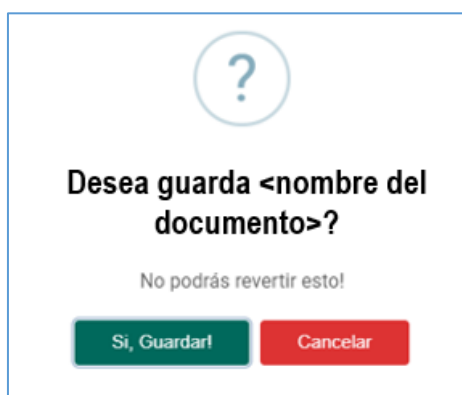 ?
Desea guarda <nombre del
documento>?
No podrás revertir esto!
Si, Guardar!
Cancelar